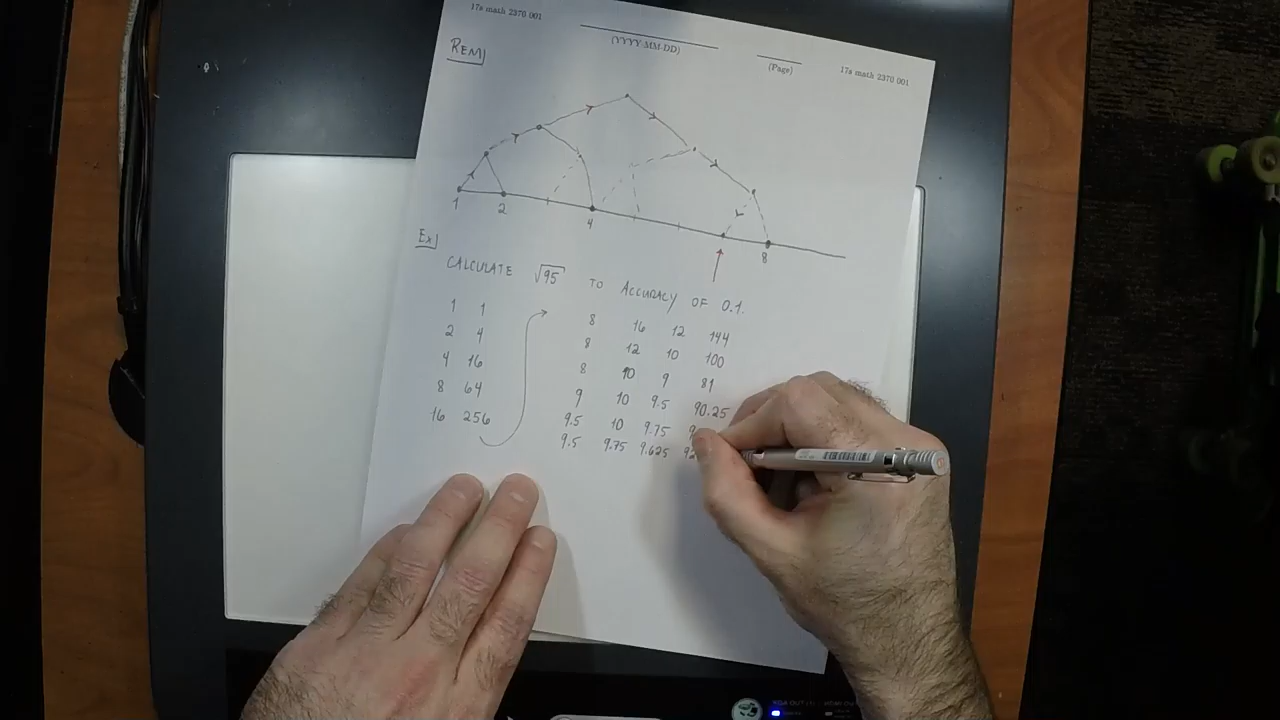 17s math 2370 001
(YYYY-MM-DD)
(Page)
17s math 2370 001
REM
1 2 4 8
Ex
CALCULATE √95 TO ACCURACY OF 0.1.
1 1
2 4
4 16
8 64
16 256
8 16 12 144
8 12 10 100
8 10 9 81
9 10 9.5 90.25
9.5 10 9.75 9
9.5 9.75 9.625 92